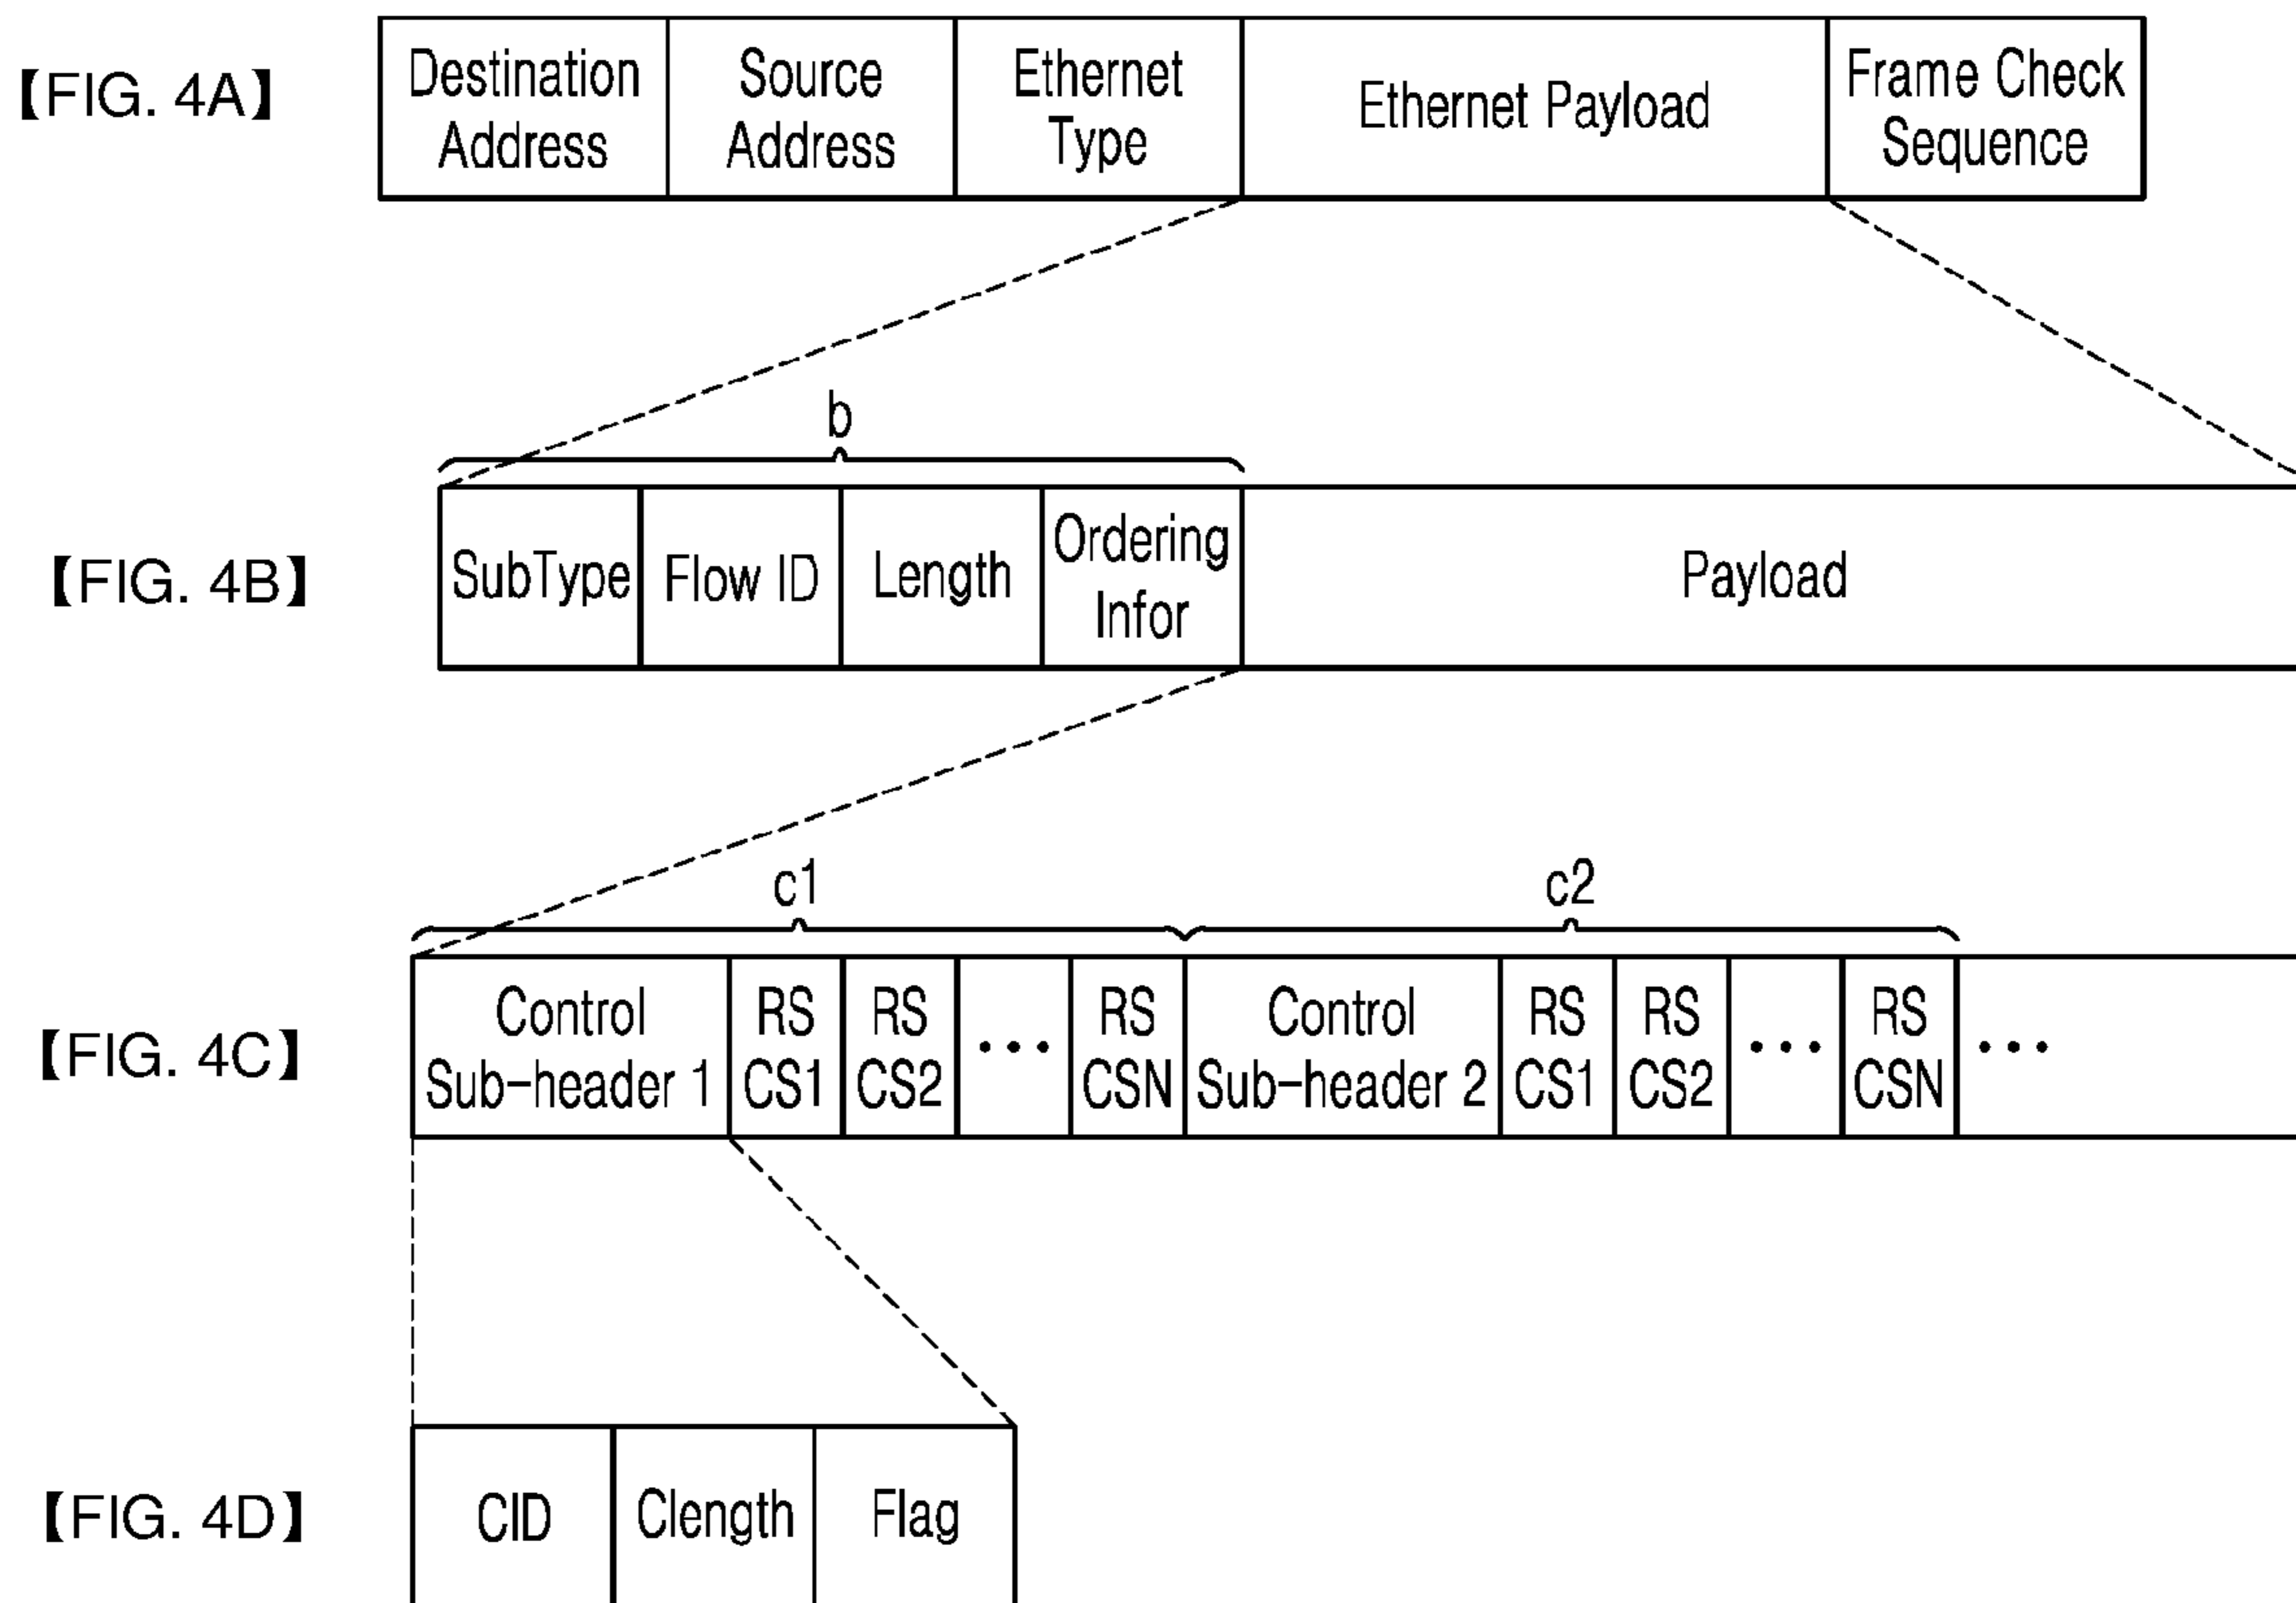 【FIG. 4A】
Destination
Address
Source
Address
Ethernet
Type
Ethernet Payload
Frame Check
Sequence
b
【FIG. 4B】
SubType
Flow ID
Length
Ordering
Infor
Payload
c1
c2
【FIG. 4C】
Control
Sub-header 1
RS
CS1
RS
CS2
•••
RS
CSN
Control
Sub-header 2
RS
CS1
RS
CS2
•••
RS
CSN
•••
【FIG. 4D】
CID
Clength
Flag